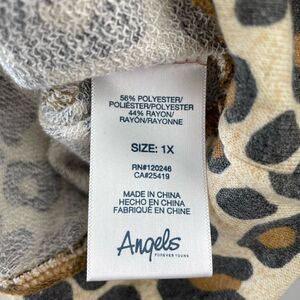 56% POLYESTER/
POLIÉSTER/POLYESTER
44% RAYON/
RAYÓN/RAYONNE
SIZE: 1X
RN#120246
CA#25419
MADE IN CHINA
HECHO EN CHINA
FABRIQUÉ EN CHINE
Angels
FOREVER YOUNG